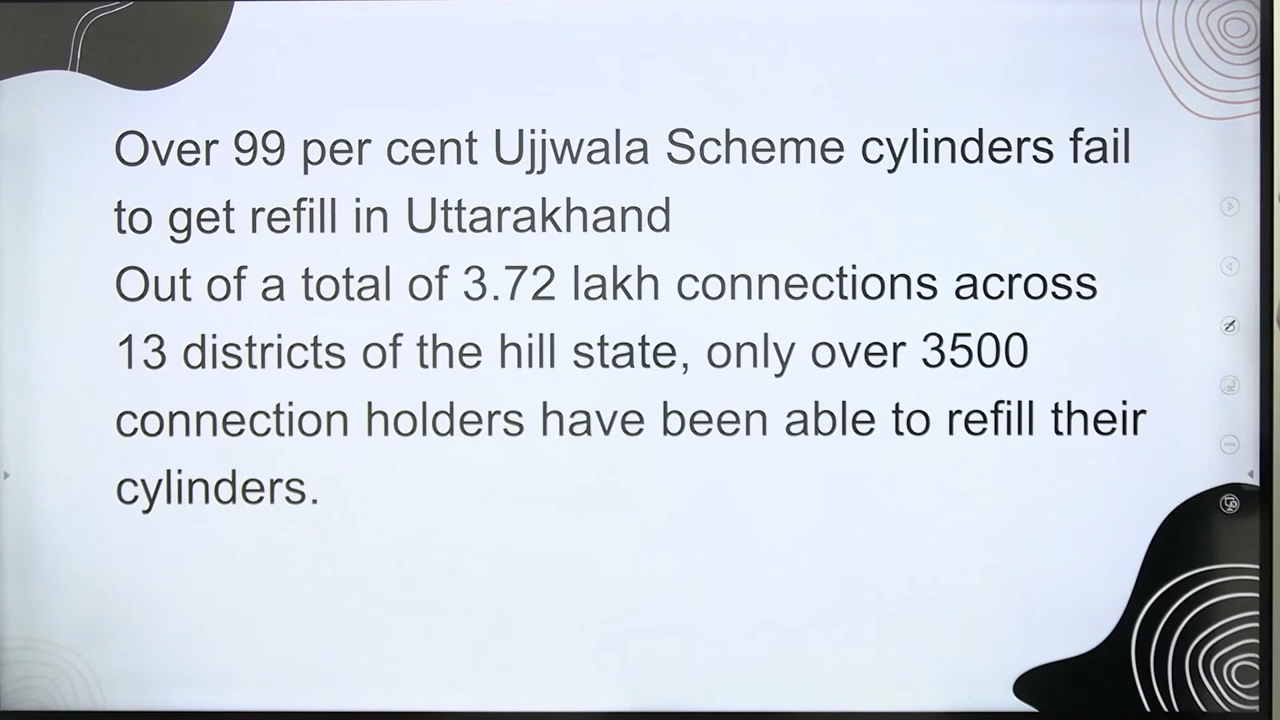 Over 99 per cent Ujjwala Scheme cylinders fail
to get refill in Uttarakhand
Out of a total of 3.72 lakh connections across
13 districts of the hill state, only over 3500
connection holders have been able to refill their
cylinders.